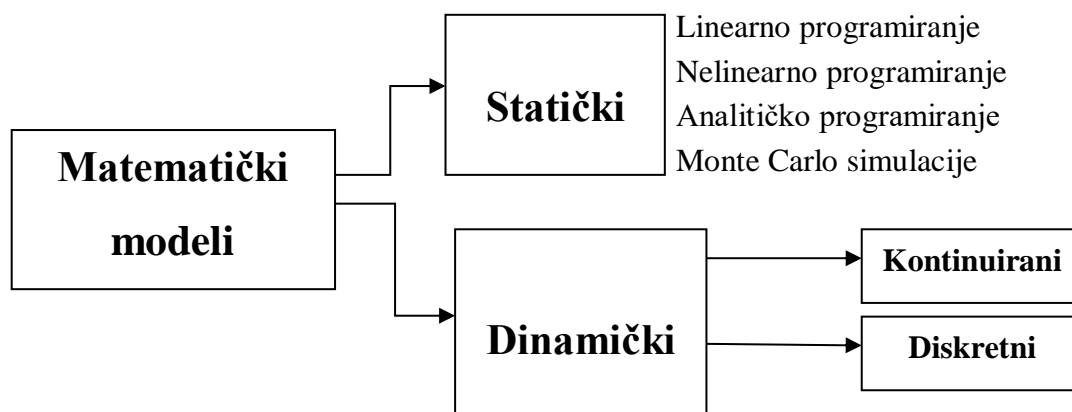 Matematički
modeli
Statički
Linearno programiranje
Nelinearno programiranje
Analitičko programiranje
Monte Carlo simulacije
Dinamički
Kontinuirani
Diskretni